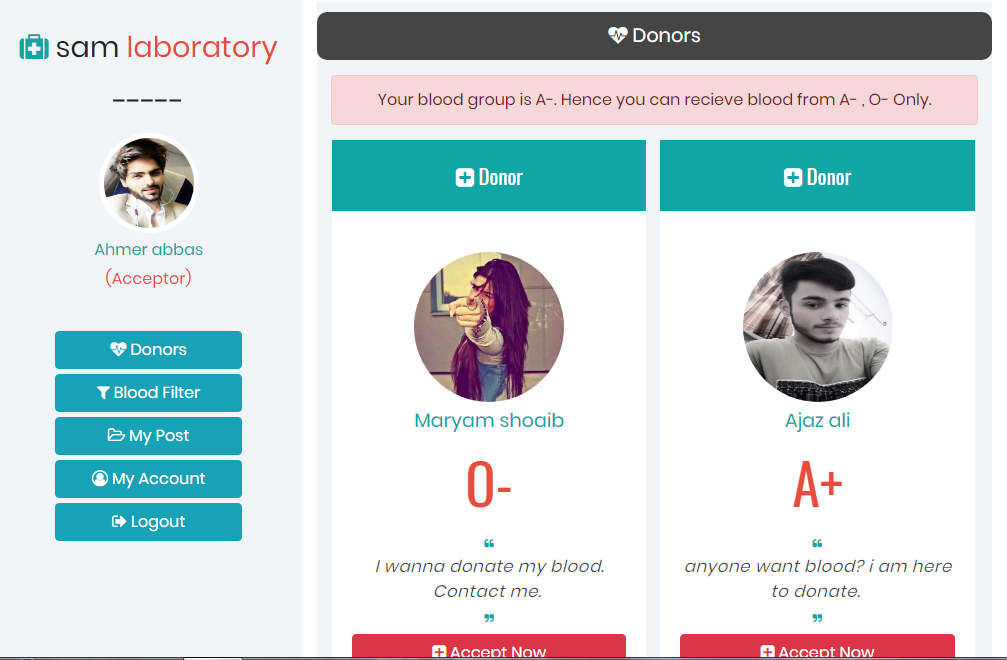 sam laboratory
-----
Ahmer abbas
(Acceptor)
Donors
Blood Filter
My Post
My Account
Logout
Donors
Your blood group is A-. Hence you can recieve blood from A- , O- Only.
Donor
Maryam shoaib
O-
“
I wanna donate my blood.
Contact me.
”
Accept Now
Donor
Ajaz ali
A+
“
anyone want blood? i am here
to donate.
”
Accept Now